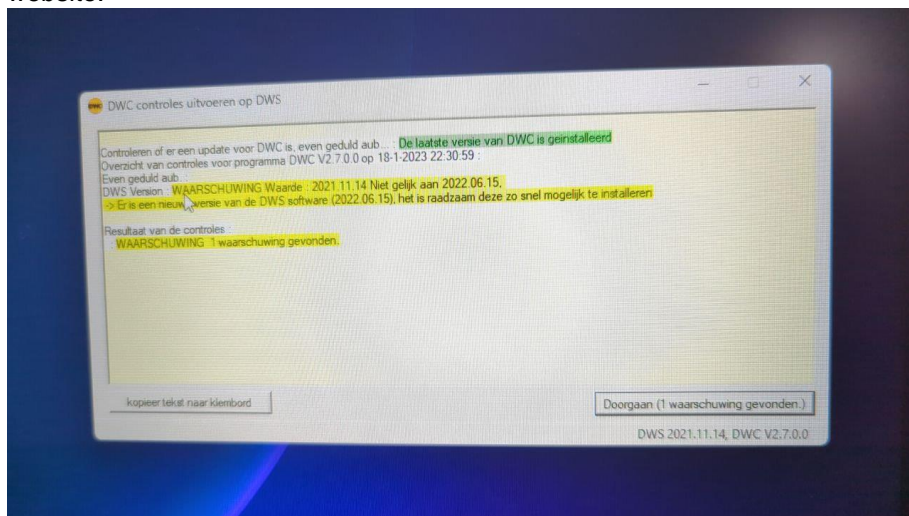 DWC controles uitvoeren op DWS
Controleren of er een update voor DWC is, even geduld aub... : De laatste versie van DWC is geinstalleerd
Overzicht van controles voor programma DWC V2.7.0.0 op 18-1-2023 22:30:59 :
Even geduld aub...:
DWS Version : WAARSCHUWING Waarde : 2021.11.14 Niet gelijk aan 2022.06.15,
-> Er is een nieuwe versie van de DWS software (2022.06.15), het is raadzaam deze zo snel mogelijk te installeren
Resultaat van de controles :
: WAARSCHUWING 1 waarschuwing gevonden.
kopieer tekst naar klembord
Doorgaan (1 waarschuwing gevonden.)
DWS 2021.11.14, DWC V2.7.0.0